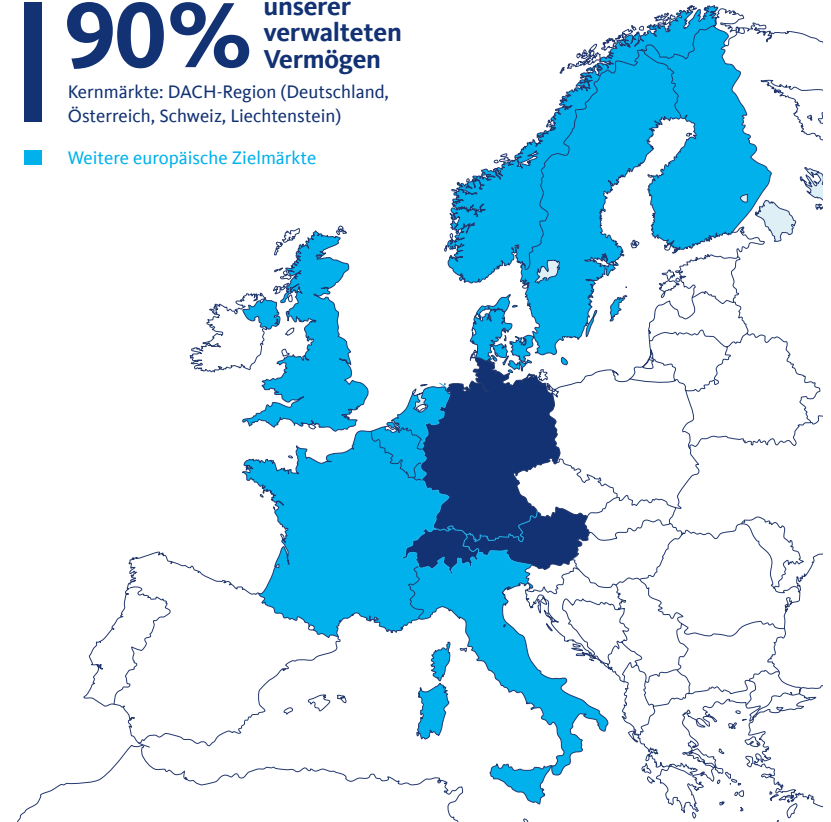 90%
unserer
verwalteten
Vermögen
Kernmärkte: DACH-Region (Deutschland,
Österreich, Schweiz, Liechtenstein)
Weitere europäische Zielmärkte